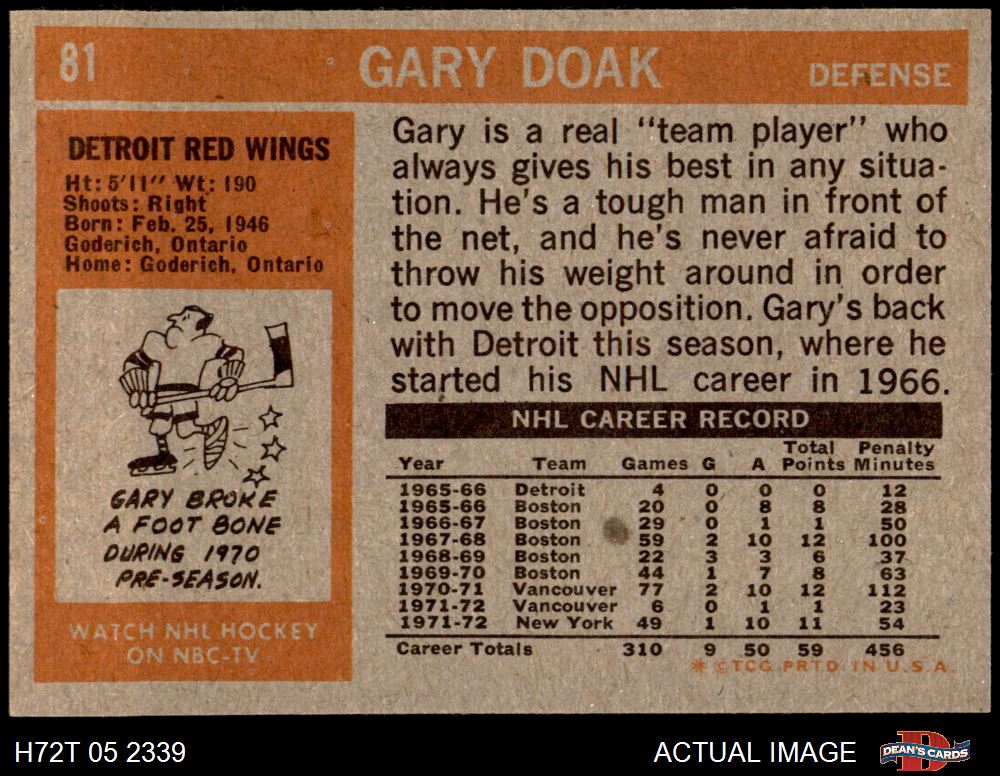 81 GARY DOAK DEFENSE
DETROIT RED WINGS
Ht: 5'11" Wt: 190
Shoots: Right
Born: Feb. 25, 1946
Goderich, Ontario
Home: Goderich, Ontario
GARY BROKE
A FOOT BONE
DURING 1970
PRE-SEASON.
WATCH NHL HOCKEY
ON NBC-TV
Gary is a real "team player" who
always gives his best in any situa-
tion. He's a tough man in front of
the net, and he's never afraid to
throw his weight around in order
to move the opposition. Gary's back
with Detroit this season, where he
started his NHL career in 1966.
NHL CAREER RECORD
Year Team Games G A Total Points Penalty Minutes
1965-66 Detroit 4 0 0 0 12
1965-66 Boston 20 0 8 8 28
1966-67 Boston 29 0 1 1 50
1967-68 Boston 59 2 10 12 100
1968-69 Boston 22 3 3 6 37
1969-70 Boston 44 1 7 8 63
1970-71 Vancouver 77 2 10 12 112
1971-72 Vancouver 6 0 1 1 23
1971-72 New York 49 1 10 11 54
Career Totals 310 9 50 59 456
* © TCG PRTD. IN U.S.A.
H72T 05 2339 ACTUAL IMAGE DEAN'S CARDS